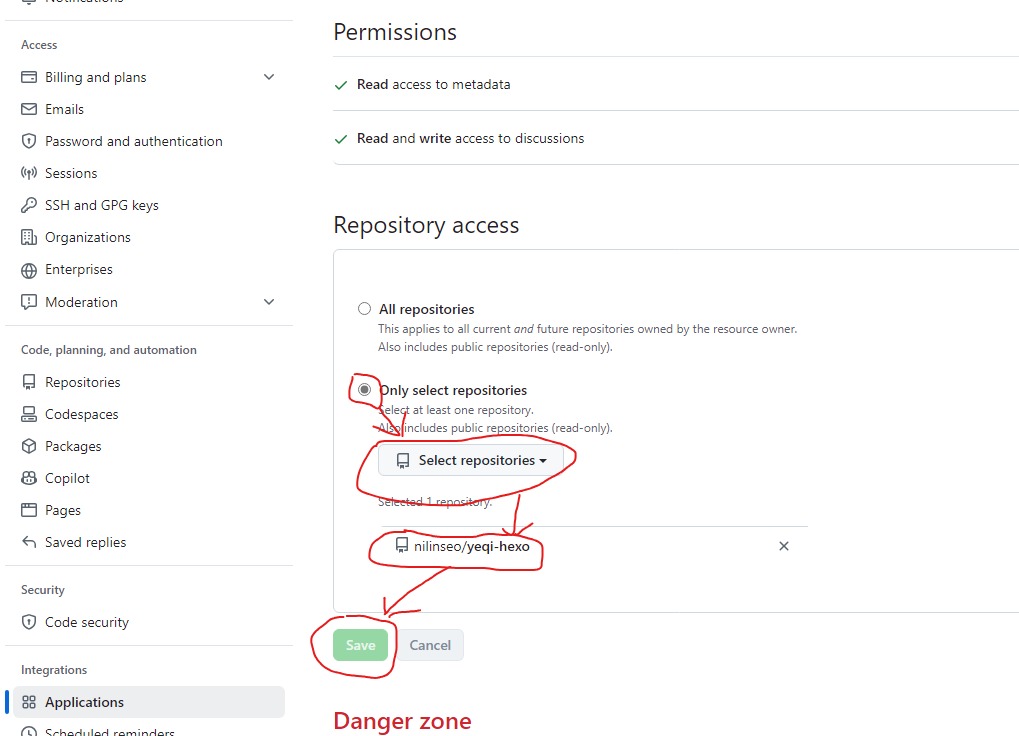 Notifications
Access
Billing and plans
Emails
Password and authentication
Sessions
SSH and GPG keys
Organizations
Enterprises
Moderation
Code, planning, and automation
Repositories
Codespaces
Packages
Copilot
Pages
Saved replies
Security
Code security
Integrations
Applications
Scheduled reminders
Permissions
Read access to metadata
Read and write access to discussions
Repository access
All repositories
This applies to all current and future repositories owned by the resource owner.
Also includes public repositories (read-only).
Only select repositories
Select at least one repository.
Also includes public repositories (read-only).
Select repositories
Selected 1 repository.
nilinseo/yeqi-hexo
Save Cancel
Danger zone